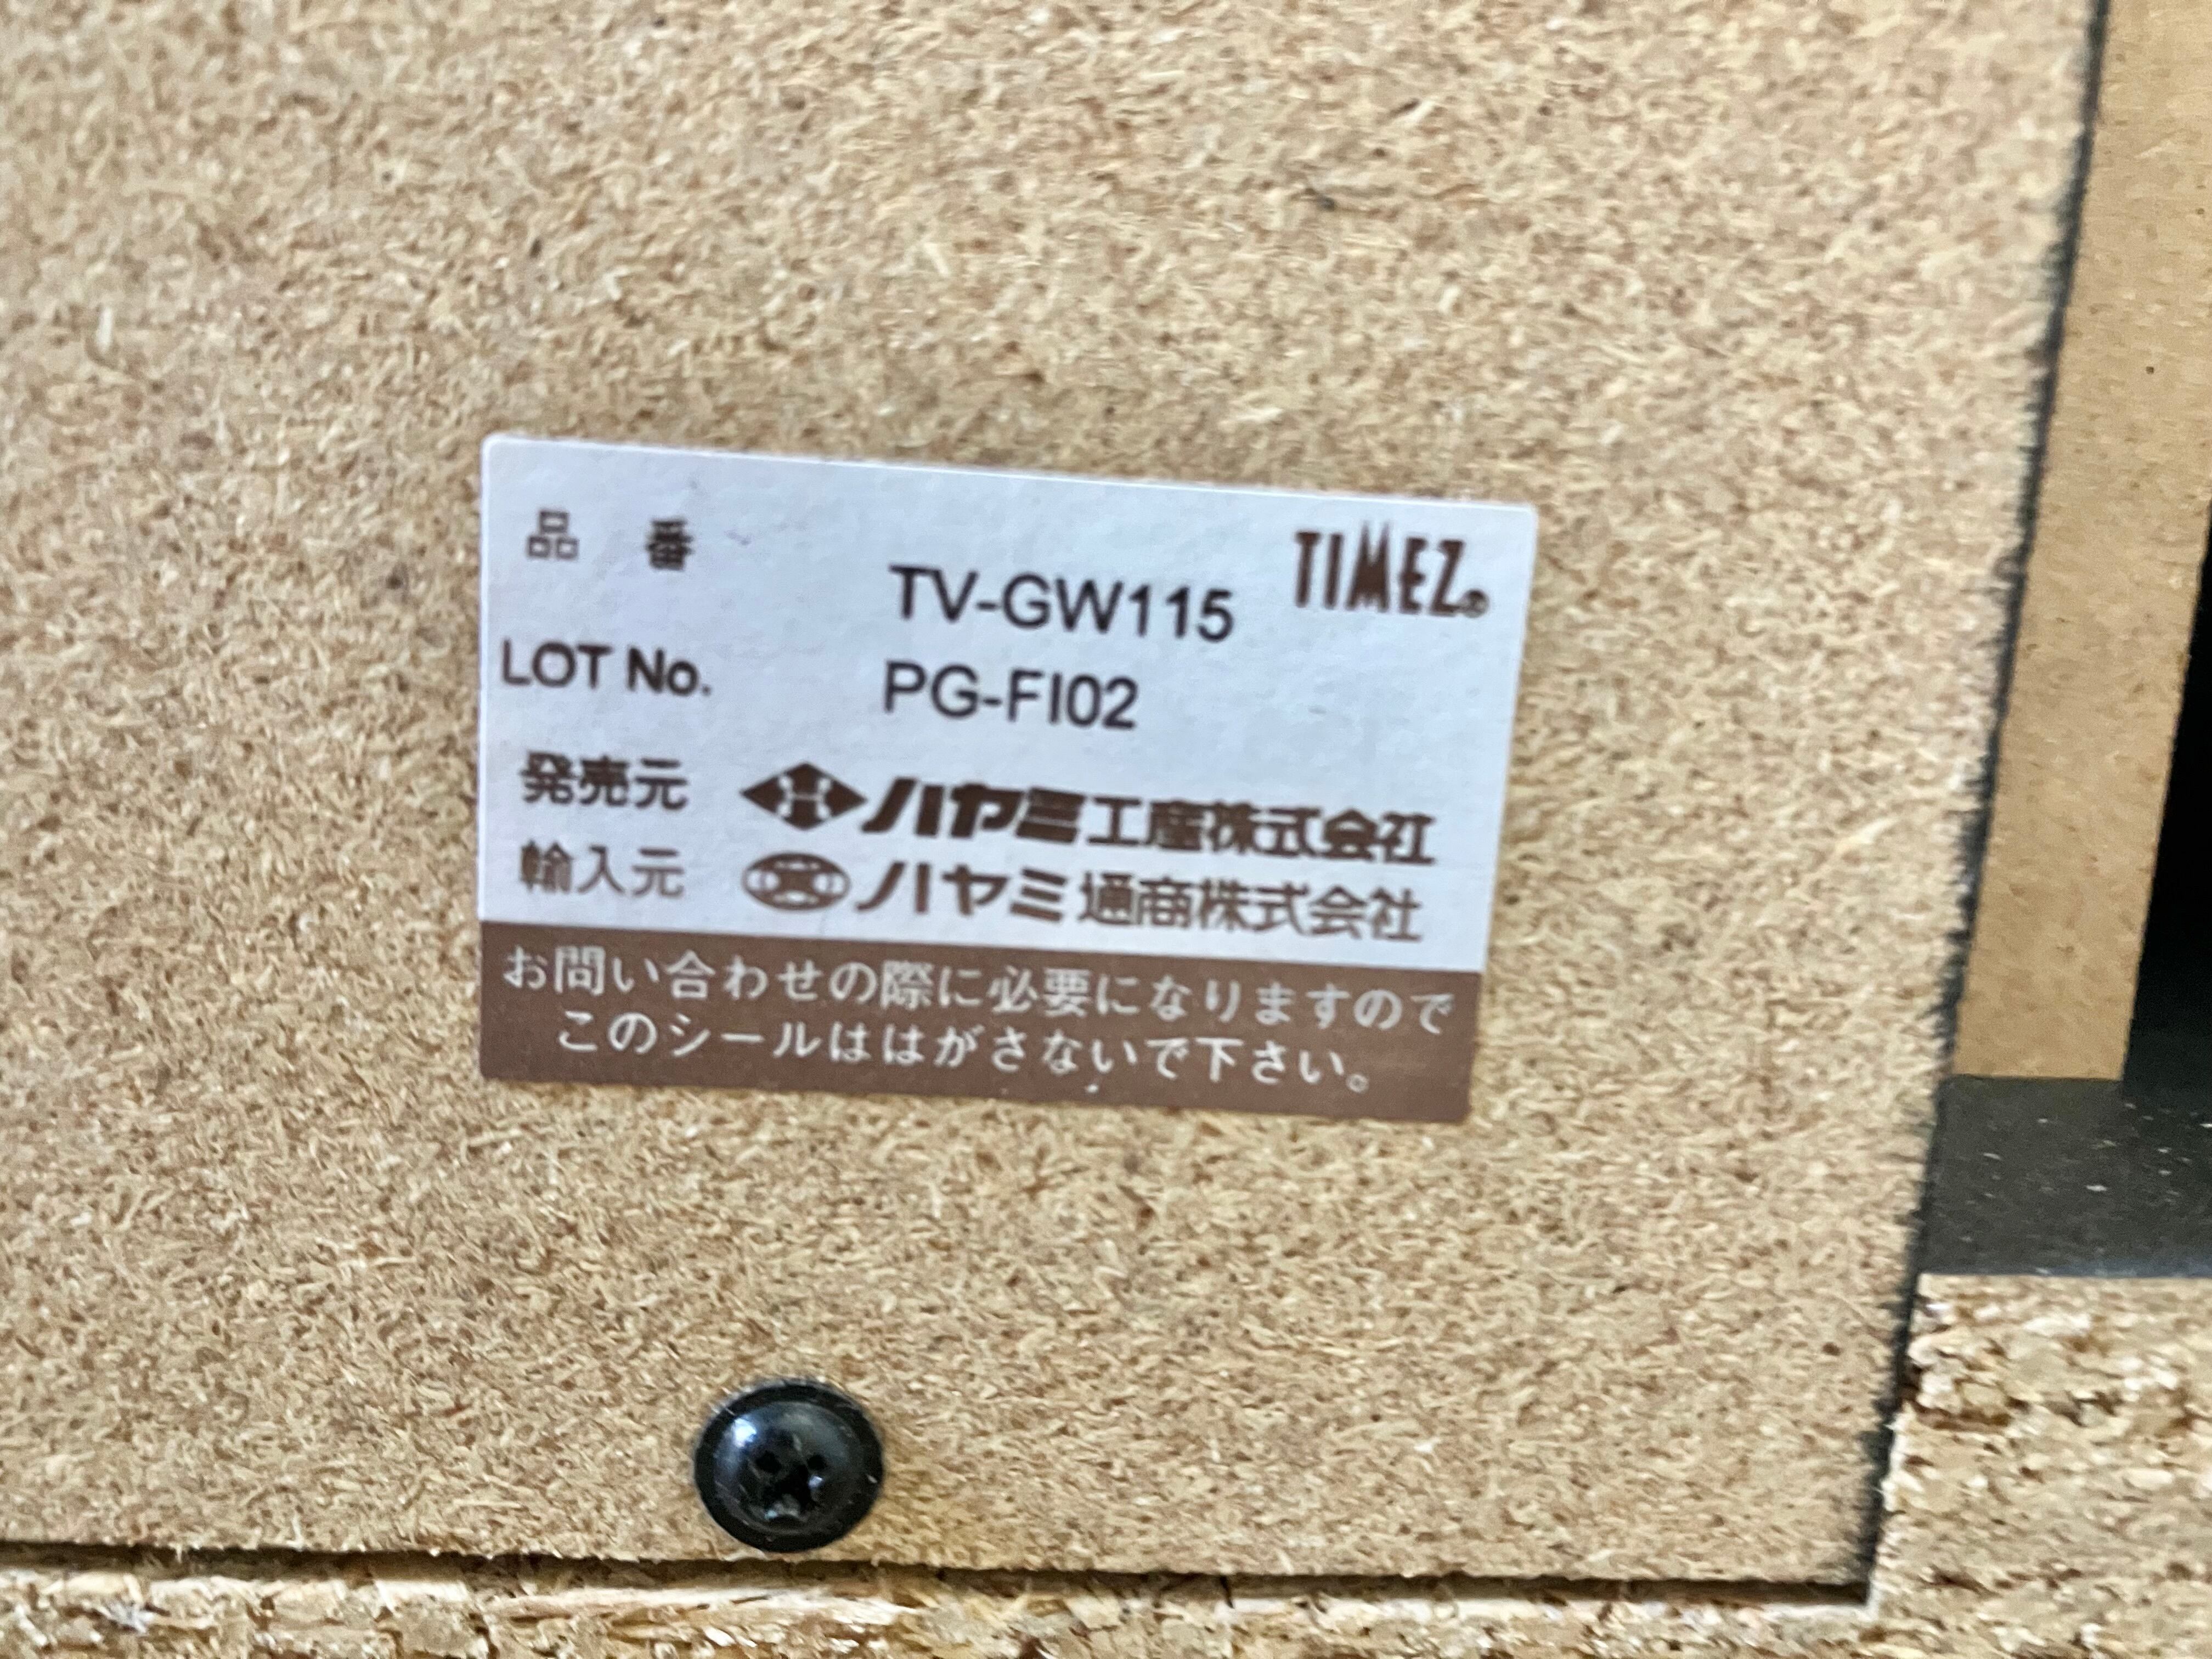 品番 TV-GW115 TIMEZ®
LOT No. PG-FI02
発売元 ハヤミ工産株式会社
輸入元 ハヤミ通商株式会社
お問い合わせの際に必要になりますので
このシールははがさないで下さい。